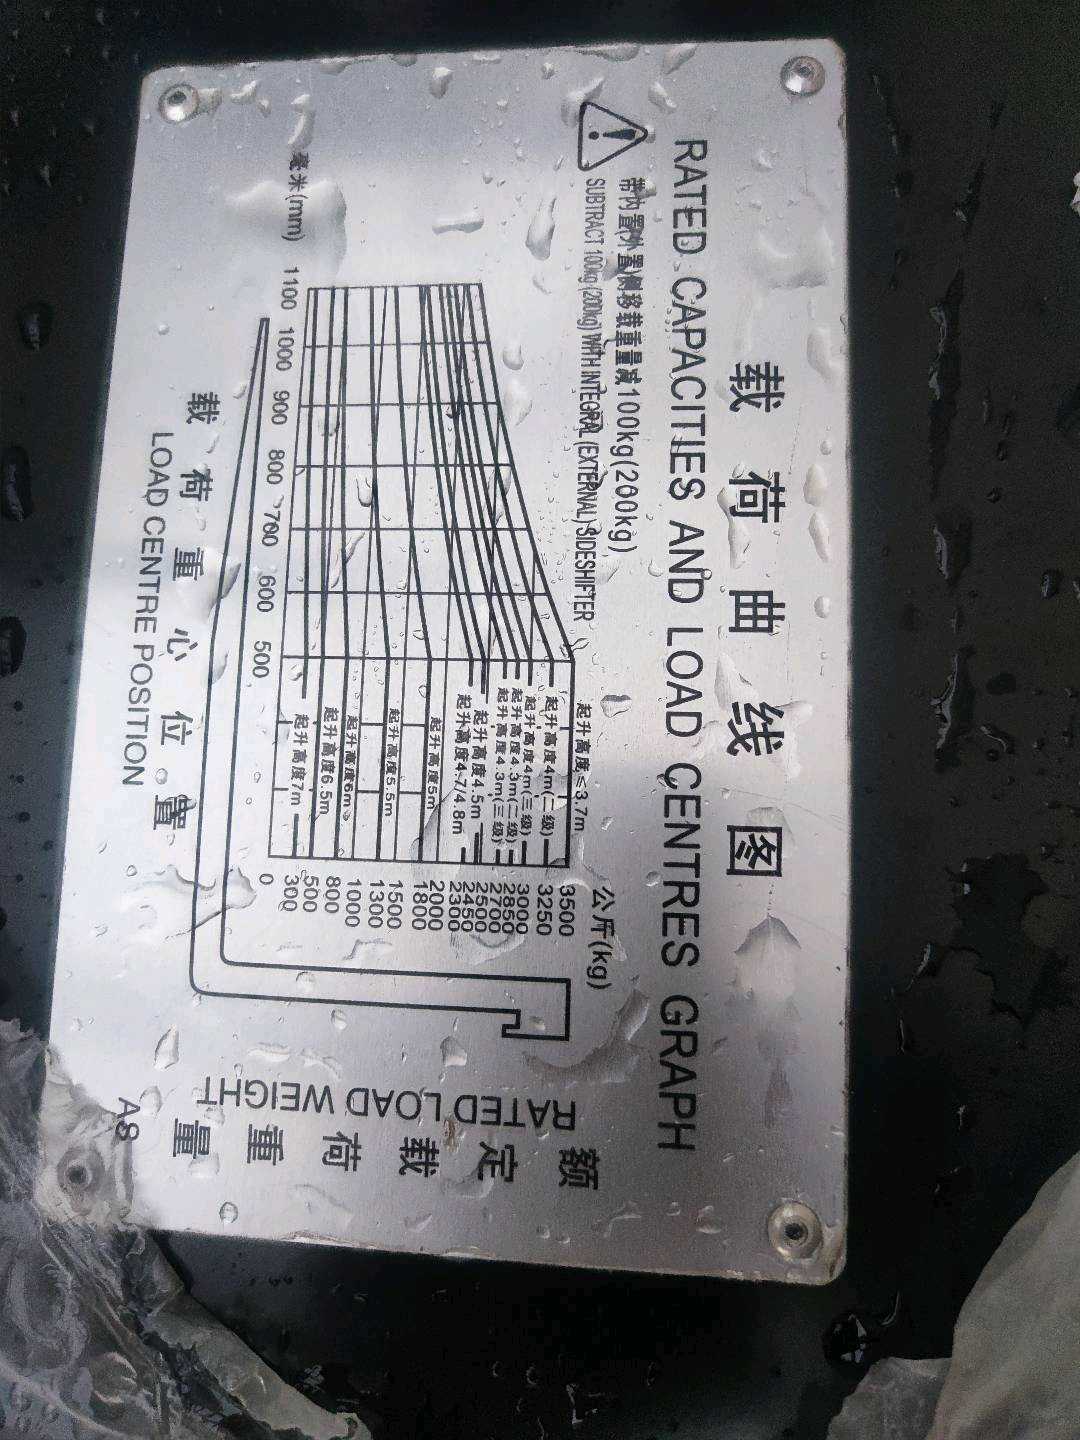 载荷曲线图
RATED CAPACITIES AND LOAD CENTRES GRAPH
带内置(外置)侧移载重量减100kg(200kg)
SUBTRACT 100kg (200kg) WITH INTEGRAL (EXTERNAL) SIDESHIFTER
公斤(kg)
起升高度≤3.7m
3500
起升高度4m(二级)
3250
起升高度4m(三级)
3000
起升高度4.3m(二级)
2850
起升高度4.3m(三级)
2700
起升高度4.5m
2500
起升高度4.7/4.8m
2450
2300
起升高度5m
2000
1800
起升高度5.5m
1500
1300
起升高度6m
1000
起升高度6.5m
800
500
起升高度7m
300
0
毫米(mm) 1100 1000 900 800 700 600 500
载荷重心位置
LOAD CENTRE POSITION
RATED LOAD WEIGHT
额定载荷重量
A8